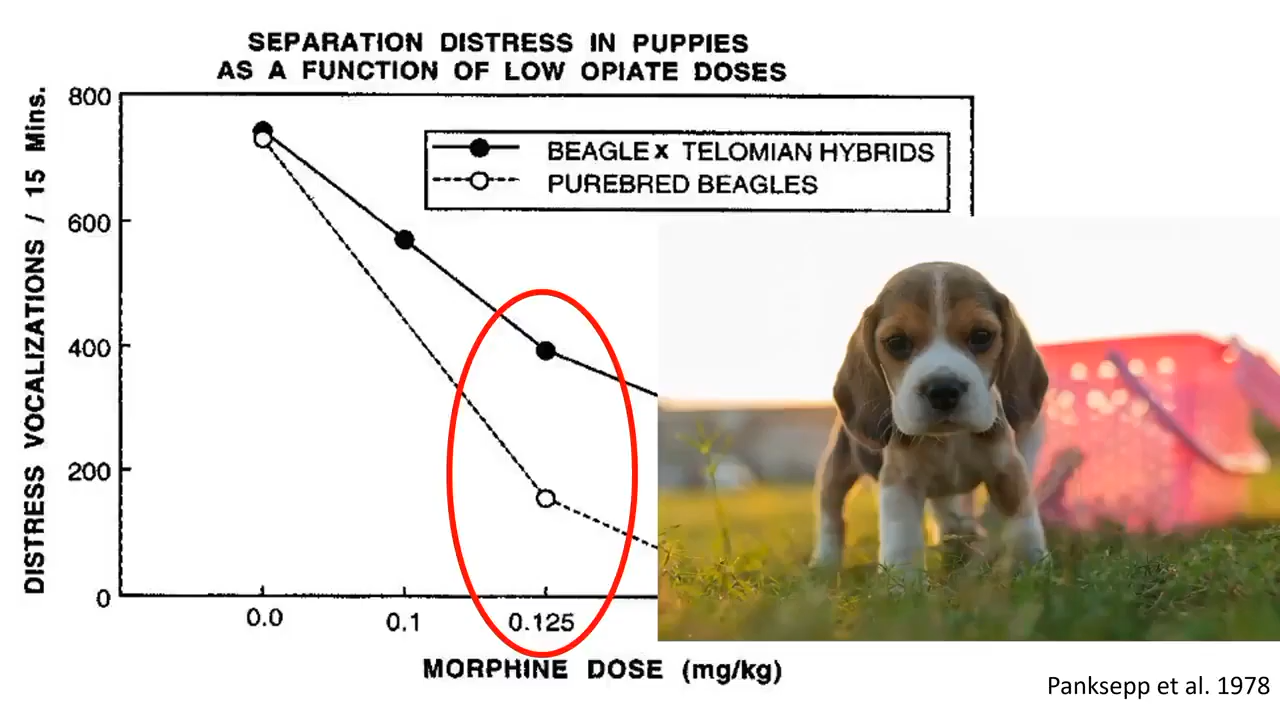 SEPARATION DISTRESS IN PUPPIES
AS A FUNCTION OF LOW OPIATE DOSES
DISTRESS VOCALIZATIONS / 15 Mins.
800
600
400
200
0
BEAGLE x TELOMIAN HYBRIDS
PUREBRED BEAGLES
0.0 0.1 0.125
MORPHINE DOSE (mg/kg)
Panksepp et al. 1978